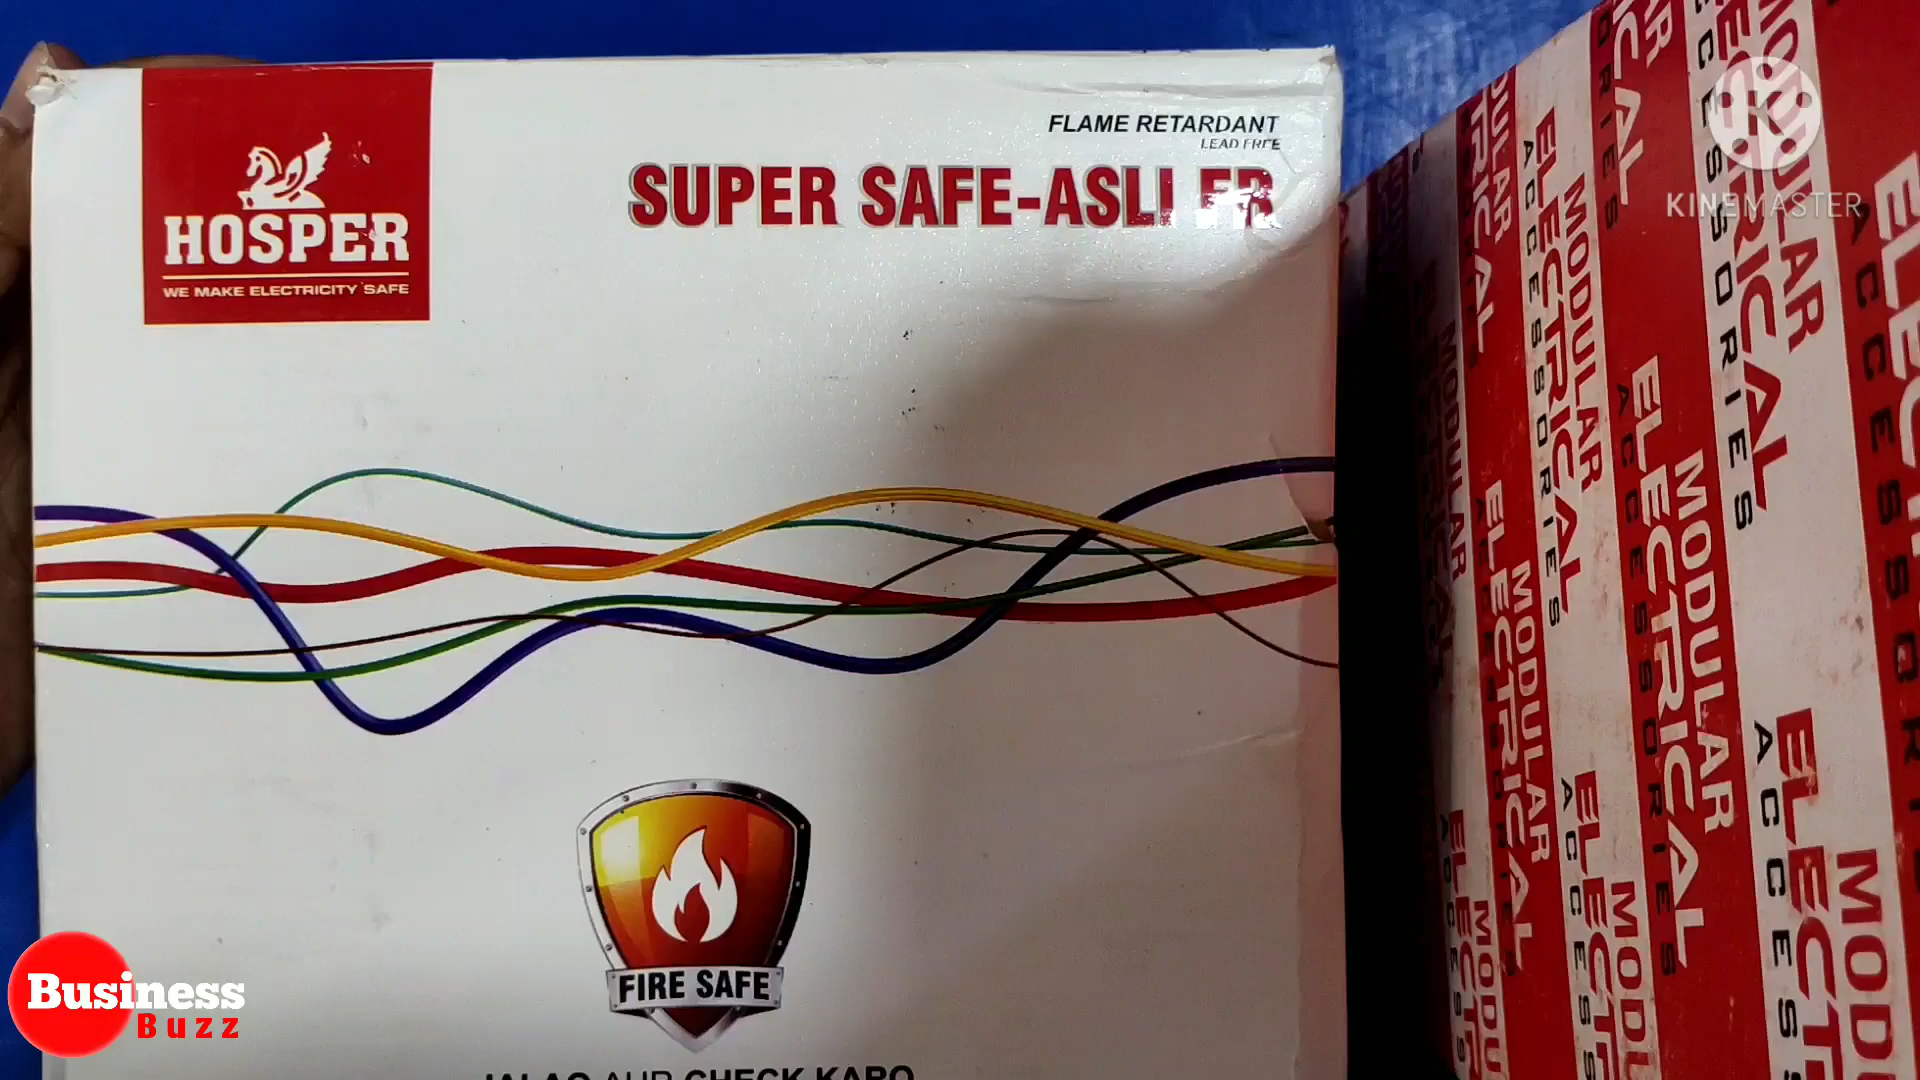 HOSPER
WE MAKE ELECTRICITY SAFE
FLAME RETARDANT
LEAD FREE
SUPER SAFE-ASLI FR
FIRE SAFE
JALAO AUR CHECK KARO
KINEMASTER
MODULAR
ELECTRICAL
ACCESSORIES
MODULAR
ELECTRICAL
ACCESSORIES
MODULAR
ELECTRICAL
ACCESSORIES
MODULAR
ELECTRICAL
ACCESSORIES
Business
Buzz